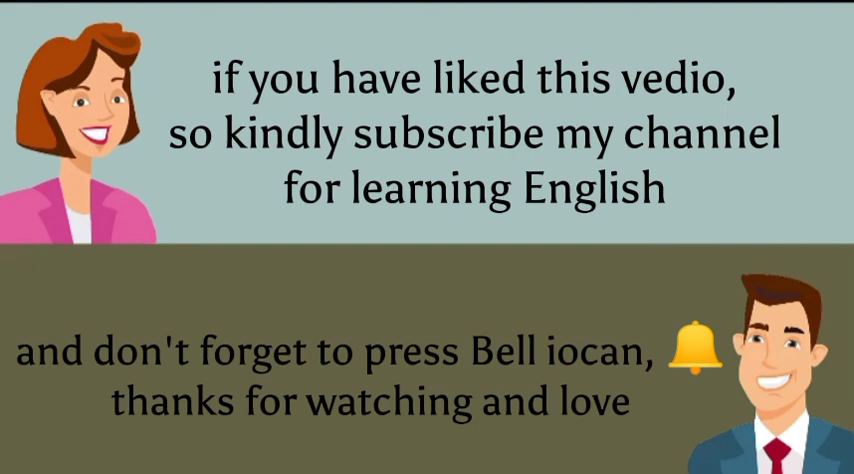 if you have liked this vedio,
so kindly subscribe my channel
for learning English
and don't forget to press Bell iocan,
thanks for watching and love